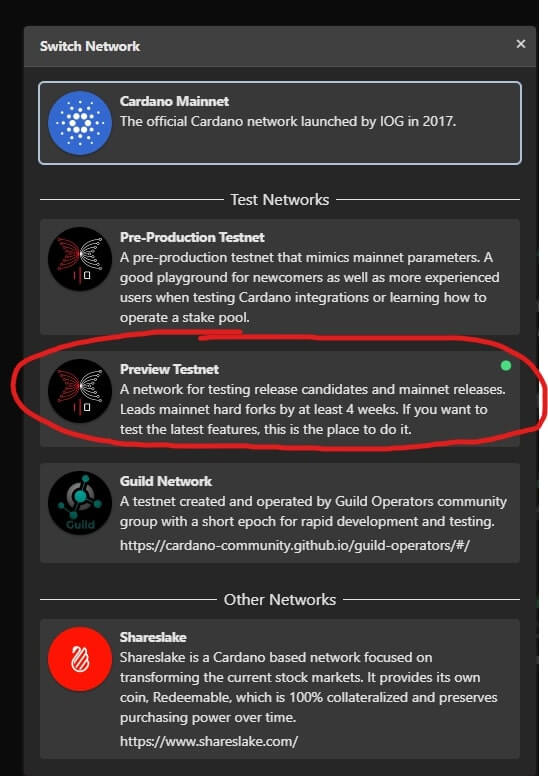 Switch Network
Cardano Mainnet
The official Cardano network launched by IOG in 2017.
Test Networks
Pre-Production Testnet
A pre-production testnet that mimics mainnet parameters. A
good playground for newcomers as well as more experienced
users when testing Cardano integrations or learning how to
operate a stake pool.
Preview Testnet
A network for testing release candidates and mainnet releases.
Leads mainnet hard forks by at least 4 weeks. If you want to
test the latest features, this is the place to do it.
Guild Network
A testnet created and operated by Guild Operators community
group with a short epoch for rapid development and testing.
Guild
https://cardano-community.github.io/guild-operators/#/
Other Networks
Shareslake
Shareslake is a Cardano based network focused on
transforming the current stock markets. It provides its own
coin, Redeemable, which is 100% collateralized and preserves
purchasing power over time.
https://www.shareslake.com/